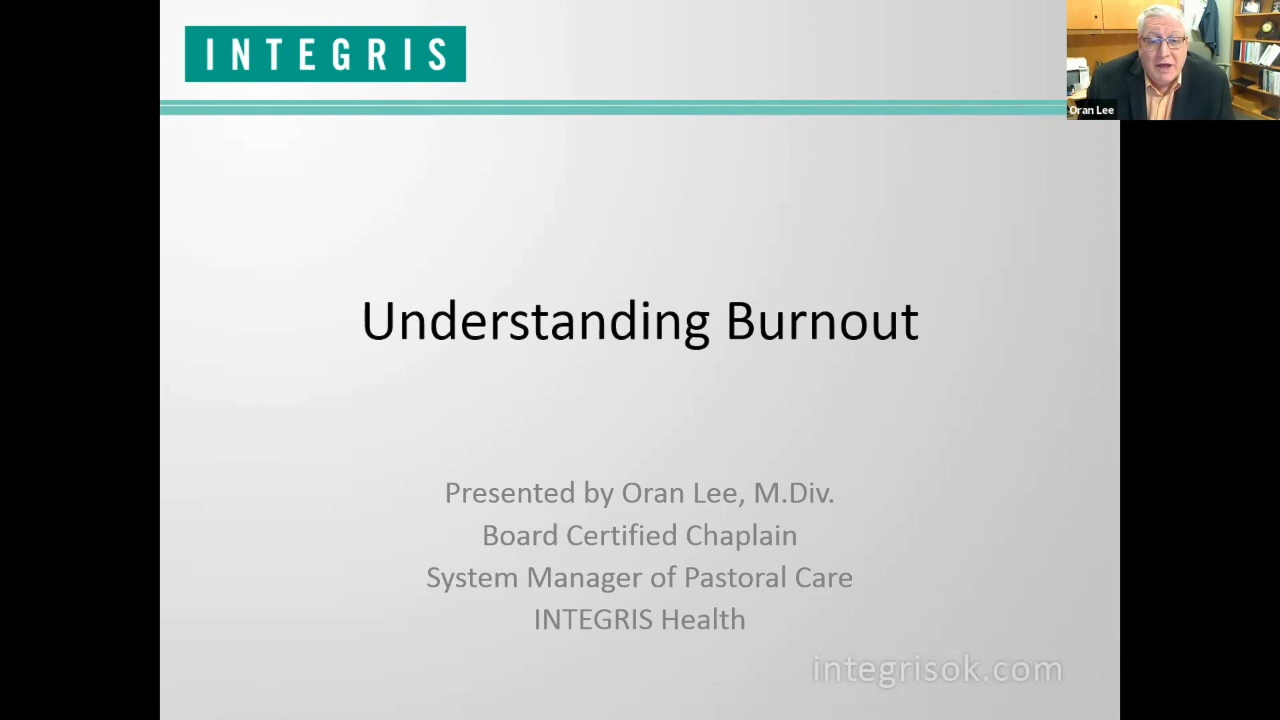 INTEGRIS
Oran Lee
Understanding Burnout
Presented by Oran Lee, M.Div.
Board Certified Chaplain
System Manager of Pastoral Care
INTEGRIS Health
integrisok.com